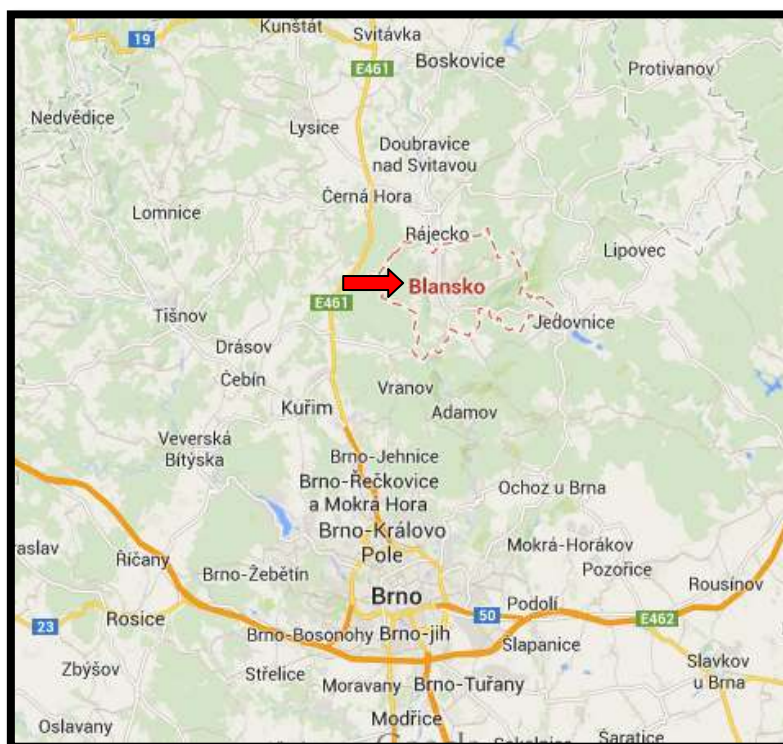 19
Kunštát
Svitávka
E461
Boskovice
Protivanov
Nedvědice
Lysice
Doubravice
nad Svitavou
Černá Hora
Lomnice
Rájecko
Lipovec
Blansko
E461
Tišnov
Jedovnice
Drásov
Čebín
Vranov
Kuřim
Adamov
Veverská
Bítýska
Brno-Jehnice
Brno-Řečkovice
a Mokrá Hora
Ochoz u Brna
Brno-Královo
Pole
Mokrá-Horákov
raslav
Říčany
Brno-Žebětín
Pozořice
Rousínov
Brno
Podolí
50
E462
23
Rosice
Brno-Bosonohy
Brno-jih
Šlapanice
Zbýšov
Střelice
Slavkov
u Brna
Moravany
Brno-Tuřany
Modřice
Oslavany
Šaratice